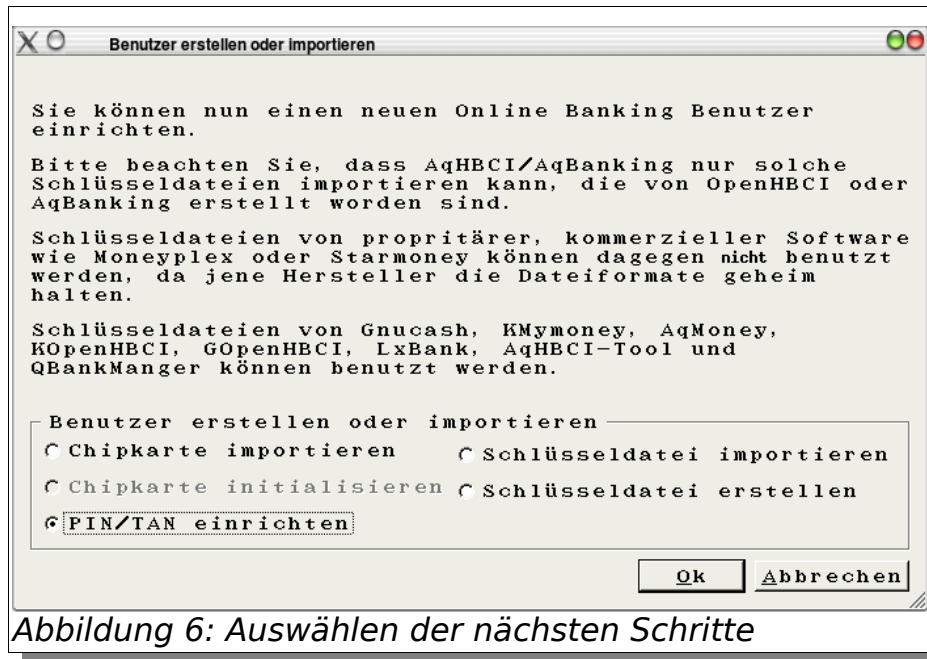 Benutzer erstellen oder importieren
Sie können nun einen neuen Online Banking Benutzer
einrichten.
Bitte beachten Sie, dass AqHBCI/AqBanking nur solche
Schlüsseldateien importieren kann, die von OpenHBCI oder
AqBanking erstellt worden sind.
Schlüsseldateien von propritärer, kommerzieller Software
wie Moneyplex oder Starmoney können dagegen nicht benutzt
werden, da jene Hersteller die Dateiformate geheim
halten.
Schlüsseldateien von Gnucash, KMymoney, AqMoney,
KOpenHBCI, GOpenHBCI, LxBank, AqHBCI-Tool und
QBankManger können benutzt werden.
Benutzer erstellen oder importieren
Chipkarte importieren
Schlüsseldatei importieren
Chipkarte initialisieren
Schlüsseldatei erstellen
PIN/TAN einrichten
Ok
Abbrechen
Abbildung 6: Auswählen der nächsten Schritte